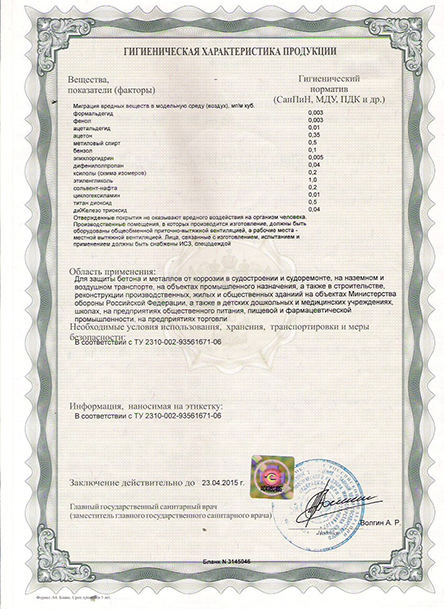 ГИГИЕНИЧЕСКАЯ ХАРАКТЕРИСТИКА ПРОДУКЦИИ
Вещества, показатели (факторы)
Гигиенический норматив (СанПиН, МДУ, ПДК и др.)
Миграция вредных веществ в модельную среду (воздух), мг/м куб.
формальдегид 0,003
фенол 0,003
ацетальдегид 0,01
ацетон 0,35
метиловый спирт 0,5
бензол 0,1
эпихлоргидрин 0,005
дифенилолпропан 0,04
ксилолы (смма изомеров) 0,2
этиленгликоль 1,0
сольвент-нафта 0,2
циклогексиламин 0,01
титан диоксид 0,5
диЖелезо триоксид 0,04
Отвержденные покрытия не оказывают вредного воздействия на организм человека.
Производственные помещения, в которых производится изготовление, должны быть
оборудованы общеобменной приточно-вытяжной вентиляцией, а рабочие места -
местной вытяжной вентиляцией. Лица, связанные с изготовлением, испытанием и
применением должны быть снабжены ИСЗ, спецодеждой
Область применения:
Для защиты бетона и металлов от коррозии в судостроении и судоремонте, на наземном и
воздушном транспорте, на объектах промышленного назначения, а также в строительстве,
реконструкции производственных, жилых и общественных зданиий на объектах Министерства
обороны Российской Федерации, а также в детских дошкольных и медицинских учреждениях,
школах, на предприятиях общественного питания, пищевой и фармацевтической
промышленности, на предприятиях торговли
Необходимые условия использования, хранения, транспортировки и меры
безопасности:
В соответствии с ТУ 2310-002-93561671-06
Информация, наносимая на этикетку:
В соответствии с ТУ 2310-002-93561671-06
Заключение действительно до 23.04.2015 г.
Главный государственный санитарный врач
(заместитель главного государственного санитарного врача)
Волгин А. Р.
Бланк N 3145046
Формат А4. Бланк. Срок хранения 5 лет.